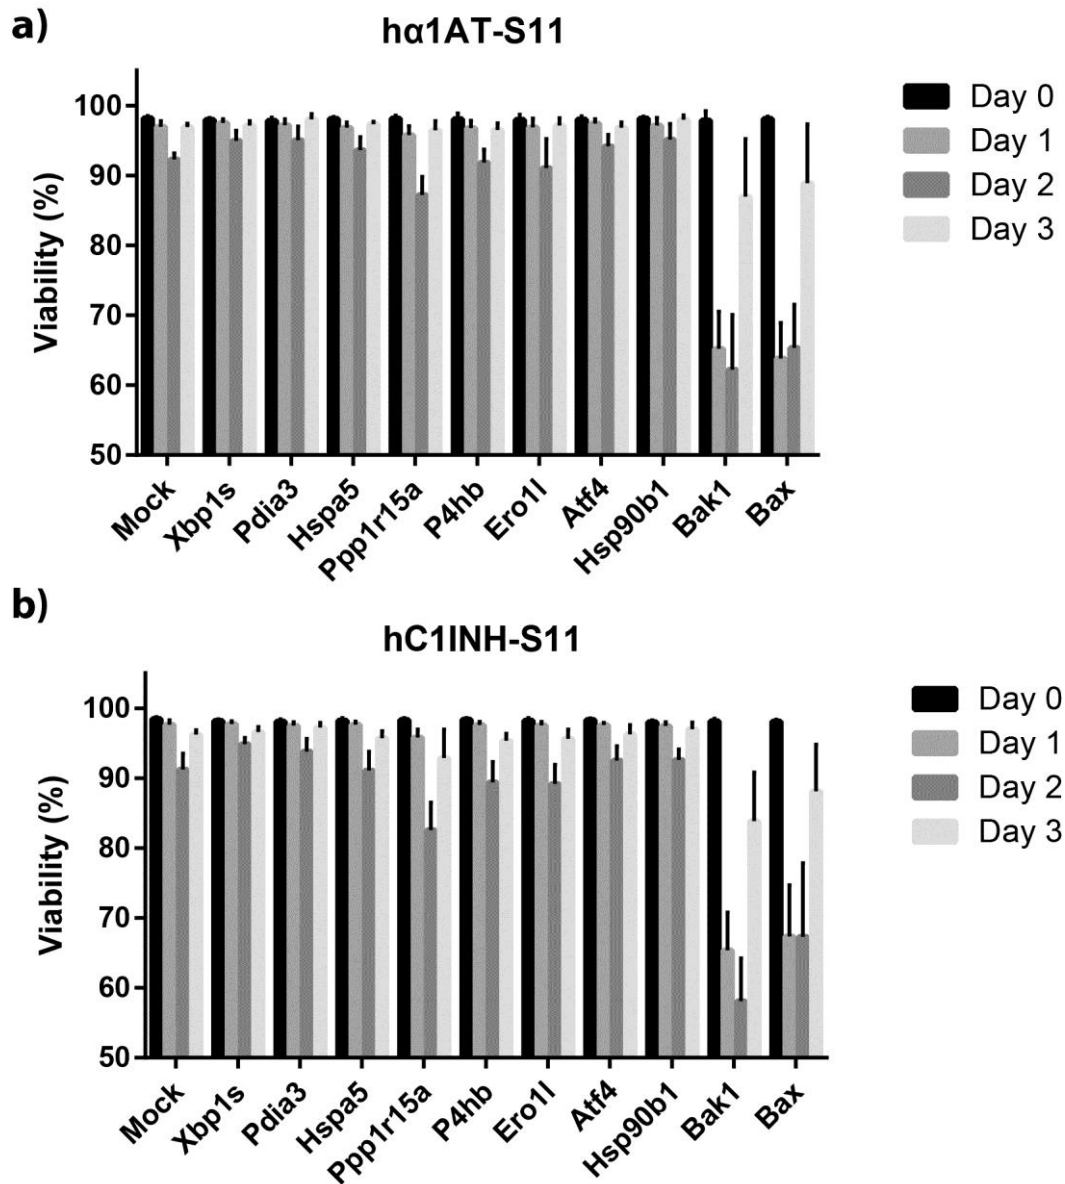 a)
hα1AT-S11
Viability (%)
100
90
80
70
60
50
Mock
Xbp1s
Pdia3
Hspa5
Ppp1r15a
P4hb
Ero1l
Atf4
Hsp90b1
Bak1
Bax
Day 0
Day 1
Day 2
Day 3
b)
hC1INH-S11
Viability (%)
100
90
80
70
60
50
Mock
Xbp1s
Pdia3
Hspa5
Ppp1r15a
P4hb
Ero1l
Atf4
Hsp90b1
Bak1
Bax
Day 0
Day 1
Day 2
Day 3